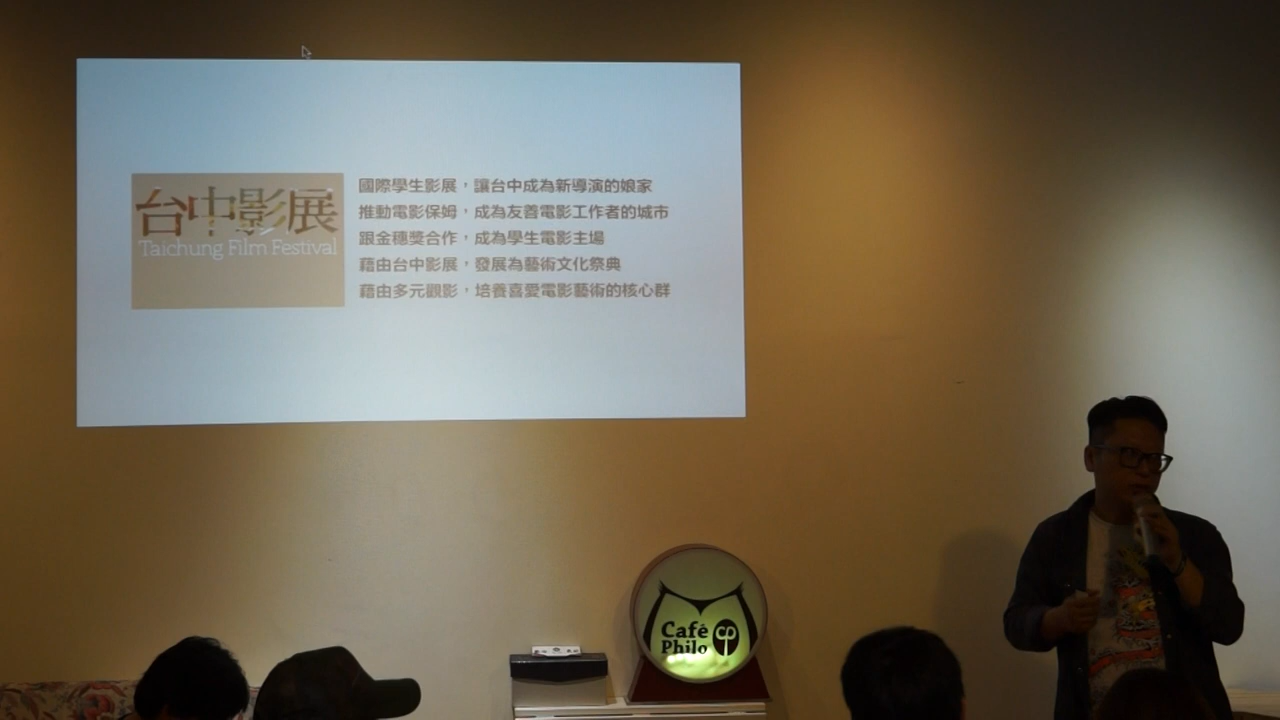 台中影展
Taichung Film Festival
國際學生影展，讓台中成為新導演的娘家
推動電影保姆，成為友善電影工作者的城市
跟金穗獎合作，成為學生電影主場
藉由台中影展，發展為藝術文化祭典
藉由多元觀影，培養喜愛電影藝術的核心群
Café
Philo